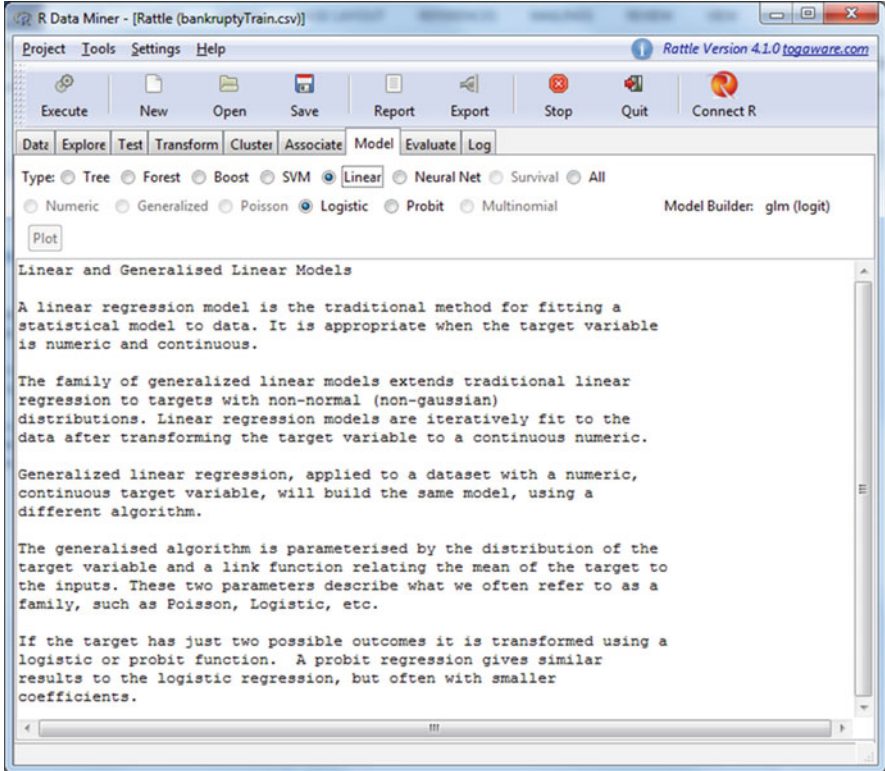 R Data Miner - [Rattle (bankruptyTrain.csv)]
Project Tools Settings Help
Rattle Version 4.1.0 togaware.com
Execute New Open Save Report Export Stop Quit Connect R
Data Explore Test Transform Cluster Associate Model Evaluate Log
Type: Tree Forest Boost SVM Linear Neural Net Survival All
Numeric Generalized Poisson Logistic Probit Multinomial Model Builder: glm (logit)
Plot
Linear and Generalised Linear Models
A linear regression model is the traditional method for fitting a
statistical model to data. It is appropriate when the target variable
is numeric and continuous.
The family of generalized linear models extends traditional linear
regression to targets with non-normal (non-gaussian)
distributions. Linear regression models are iteratively fit to the
data after transforming the target variable to a continuous numeric.
Generalized linear regression, applied to a dataset with a numeric,
continuous target variable, will build the same model, using a
different algorithm.
The generalised algorithm is parameterised by the distribution of the
target variable and a link function relating the mean of the target to
the inputs. These two parameters describe what we often refer to as a
family, such as Poisson, Logistic, etc.
If the target has just two possible outcomes it is transformed using a
logistic or probit function. A probit regression gives similar
results to the logistic regression, but often with smaller
coefficients.